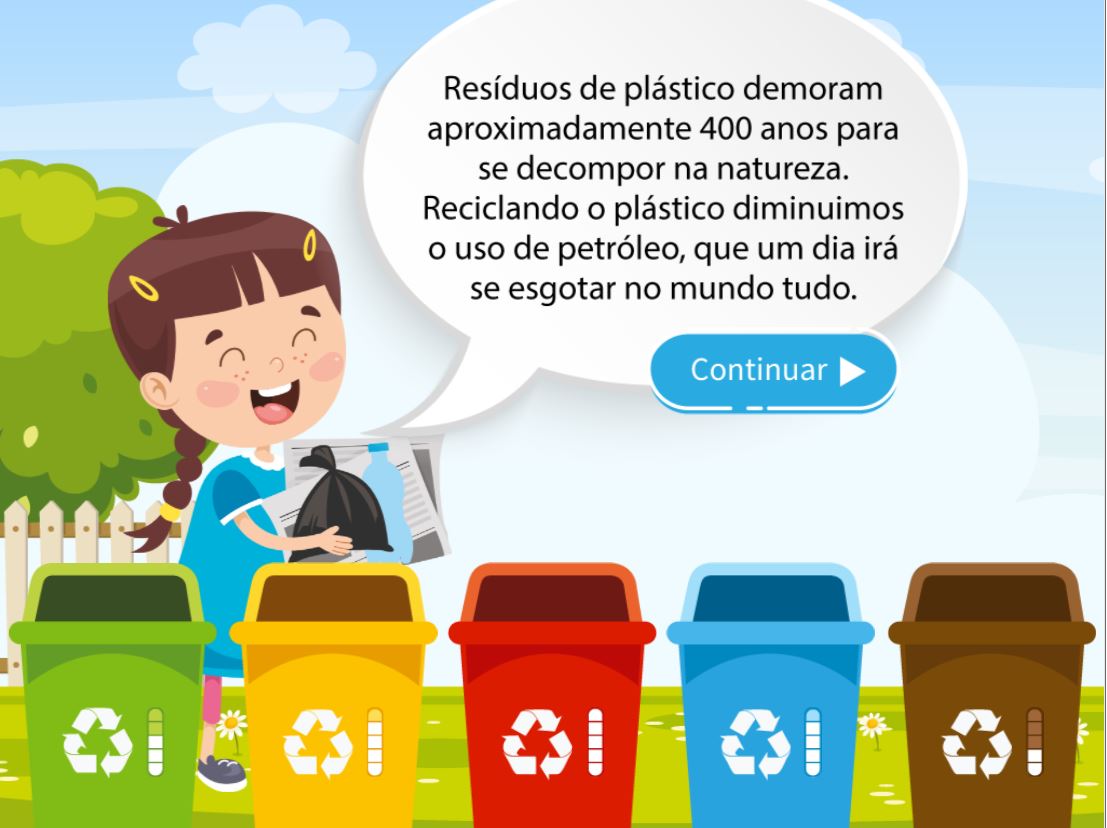 Resíduos de plástico demoram
aproximadamente 400 anos para
se decompor na natureza.
Reciclando o plástico diminuimos
o uso de petróleo, que um dia irá
se esgotar no mundo tudo.
Continuar